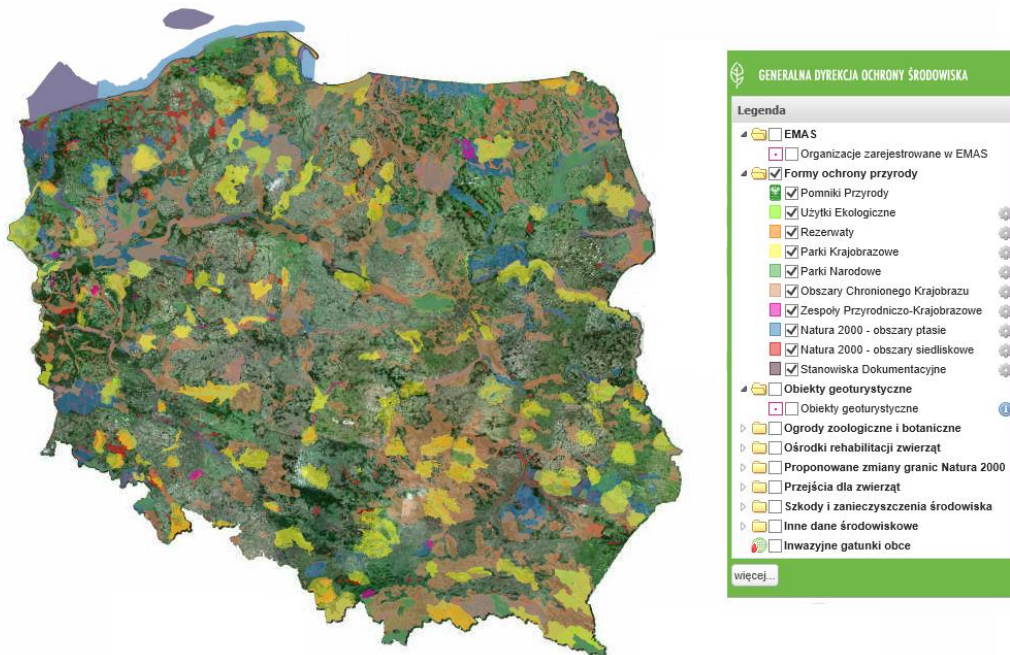 GENERALNA DYREKCJA OCHRONY ŚRODOWISKA
Legenda
EMAS
Organizacje zarejestrowane w EMAS
Formy ochrony przyrody
Pomniki Przyrody
Użytki Ekologiczne
Rezerwaty
Parki Krajobrazowe
Parki Narodowe
Obszary Chronionego Krajobrazu
Zespoły Przyrodniczo-Krajobrazowe
Natura 2000 - obszary ptasie
Natura 2000 - obszary siedliskowe
Stanowiska Dokumentacyjne
Obiekty geoturystyczne
Obiekty geoturystyczne
Ogrody zoologiczne i botaniczne
Ośrodki rehabilitacji zwierząt
Proponowane zmiany granic Natura 2000
Przejścia dla zwierząt
Szkody i zanieczyszczenia środowiska
Inne dane środowiskowe
Inwazyjne gatunki obce
więcej...